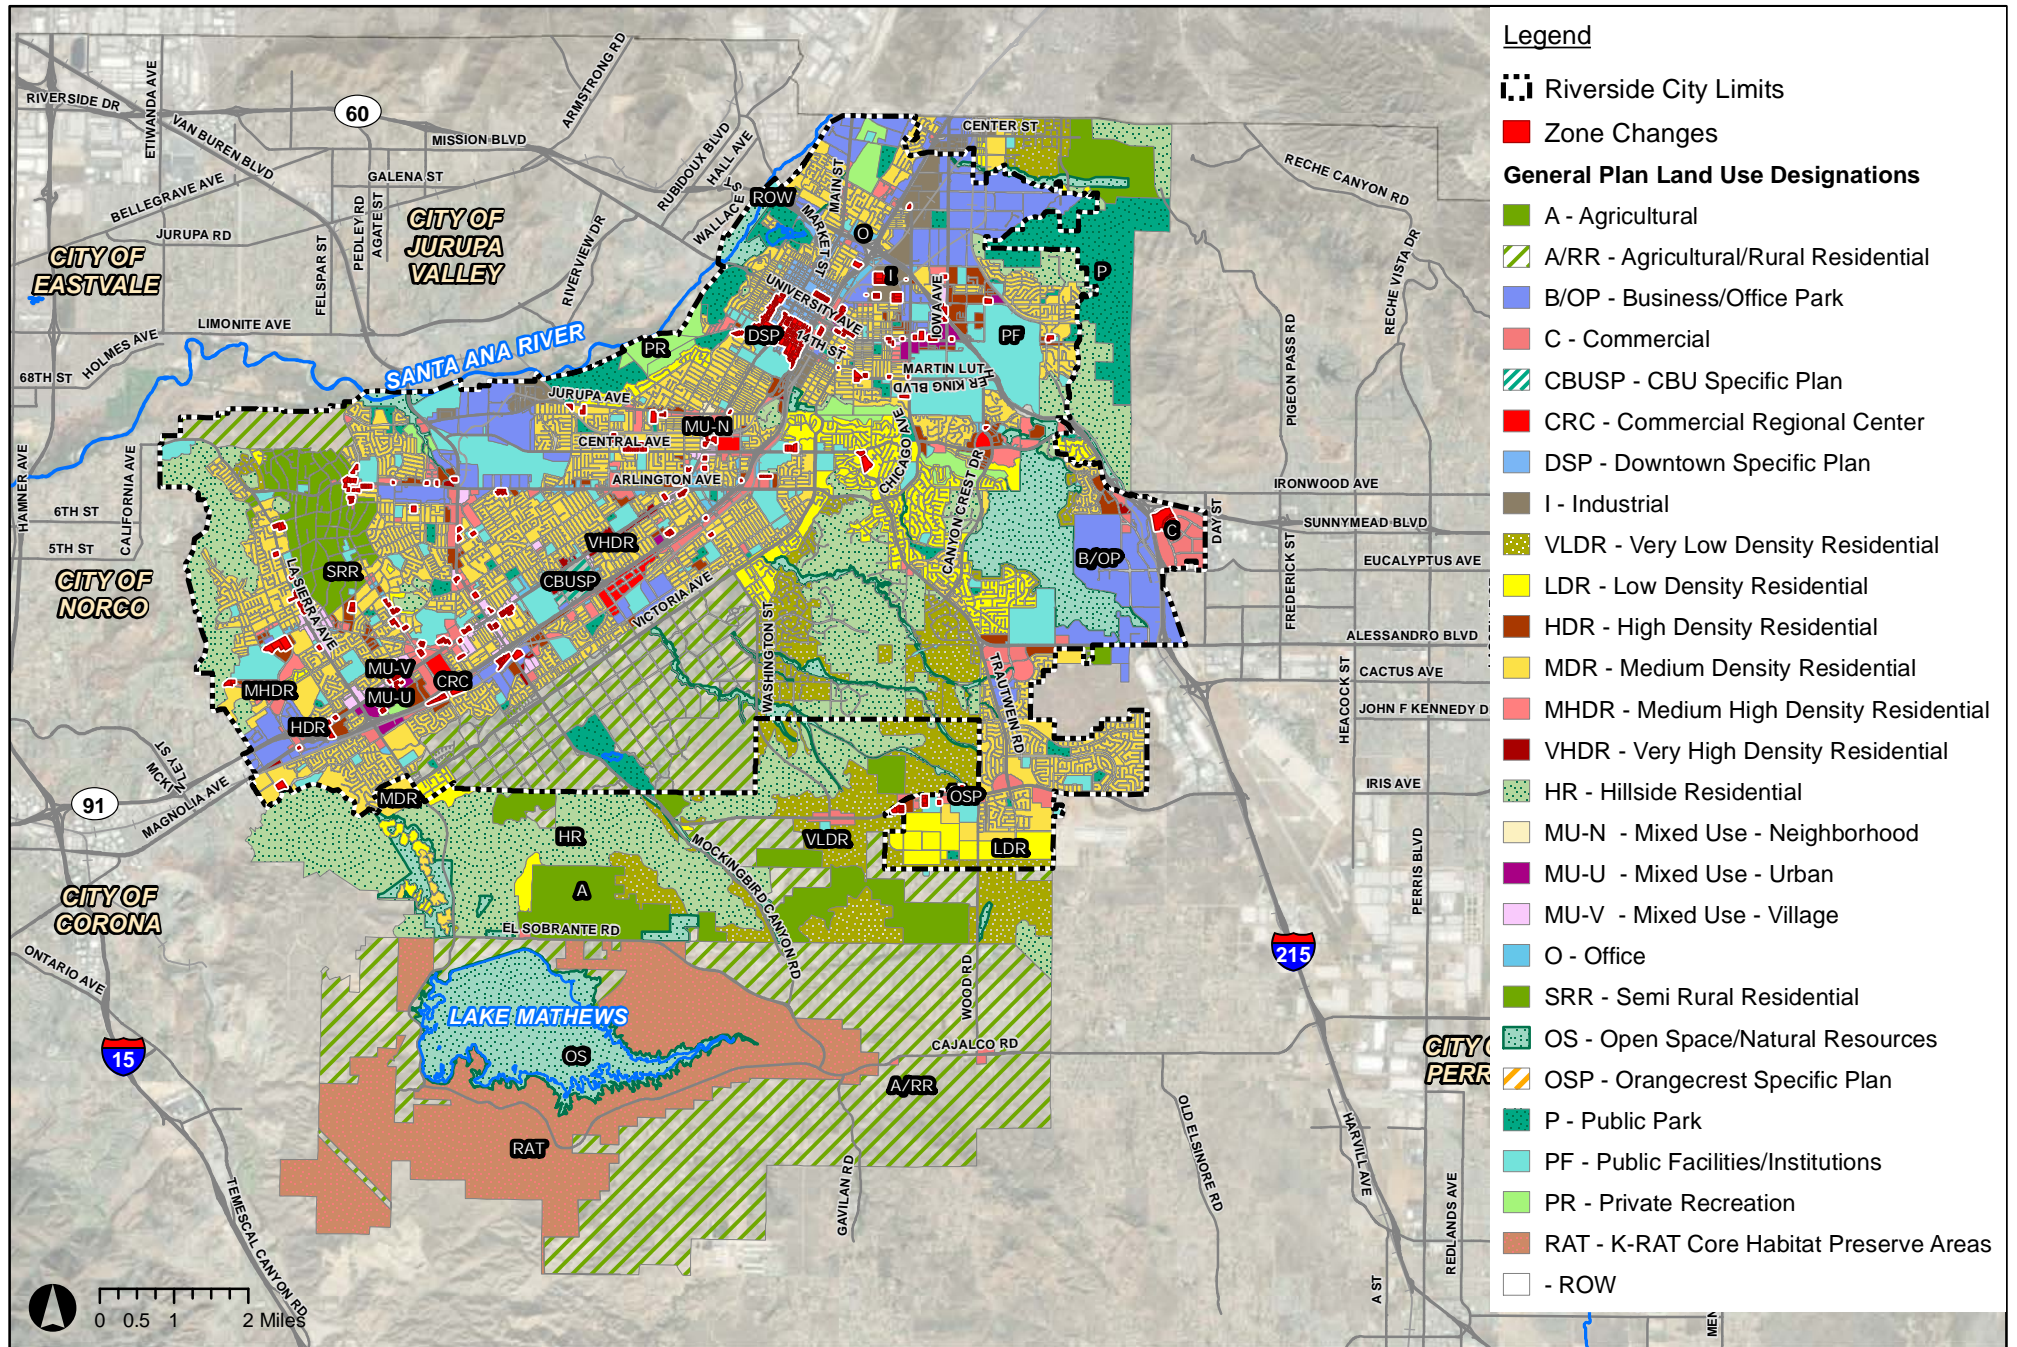 Legend
Riverside City Limits
Zone Changes
General Plan Land Use Designations
A - Agricultural
A/RR - Agricultural/Rural Residential
B/OP - Business/Office Park
C - Commercial
CBUSP - CBU Specific Plan
CRC - Commercial Regional Center
DSP - Downtown Specific Plan
I - Industrial
VLDR - Very Low Density Residential
LDR - Low Density Residential
HDR - High Density Residential
MDR - Medium Density Residential
MHDR - Medium High Density Residential
VHDR - Very High Density Residential
HR - Hillside Residential
MU-N - Mixed Use - Neighborhood
MU-U - Mixed Use - Urban
MU-V - Mixed Use - Village
O - Office
SRR - Semi Rural Residential
OS - Open Space/Natural Resources
OSP - Orangecrest Specific Plan
P - Public Park
PF - Public Facilities/Institutions
PR - Private Recreation
RAT - K-RAT Core Habitat Preserve Areas
- ROW
RIVERSIDE DR
ETIWANDA AVE
VAN BUREN BLVD
60
MISSION BLVD
ARMSTRONG RD
RUBIDOUX BLVD
HALL AVE
WALLACE ST
CENTER ST
MAIN ST
MARKET ST
RECHE CANYON RD
RECHE VISTA DR
PIGEON PASS RD
BELLEGRAVE AVE
GALENA ST
JURUPA RD
PEDLEY RD
AGATE ST
FELSPAR ST
RIVERVIEW DR
CITY OF
JURUPA
VALLEY
CITY OF
EASTVALE
LIMONITE AVE
HOLMES AVE
68TH ST
SANTA ANA RIVER
ROW
O
I
P
UNIVERSITY AVE
IOWA AVE
DSP
14TH ST
PF
PR
MARTIN LUTHER KING BLVD
JURUPA AVE
MU-N
CENTRAL AVE
CHICAGO AVE
CANYON CREST DR
ARLINGTON AVE
HAMNER AVE
CALIFORNIA AVE
6TH ST
5TH ST
CITY OF
NORCO
IRONWOOD AVE
DAY ST
SUNNYMEAD BLVD
C
B/OP
EUCALYPTUS AVE
FREDERICK ST
VHDR
CBUSP
SRR
LA SIERRA AVE
VICTORIA AVE
WASHINGTON ST
ALESSANDRO BLVD
CACTUS AVE
HEACOCK ST
JOHN F KENNEDY D
TRAUTWEIN RD
MU-V
CRC
MHDR
MU-U
HDR
MCKINLEY ST
MAGNOLIA AVE
91
MDR
IRIS AVE
OSP
HR
VLDR
LDR
MOCKINGBIRD CANYON RD
PERRIS BLVD
A
CITY OF
CORONA
EL SOBRANTE RD
ONTARIO AVE
215
WOOD RD
LAKE MATHEWS
OS
CAJALCO RD
A/RR
15
CITY O
PERR
RAT
OLD ELSINORE RD
HARVILL AVE
GAVILAN RD
REDLANDS AVE
TEMESCAL CANYON RD
A ST
0 0.5 1 2 Miles